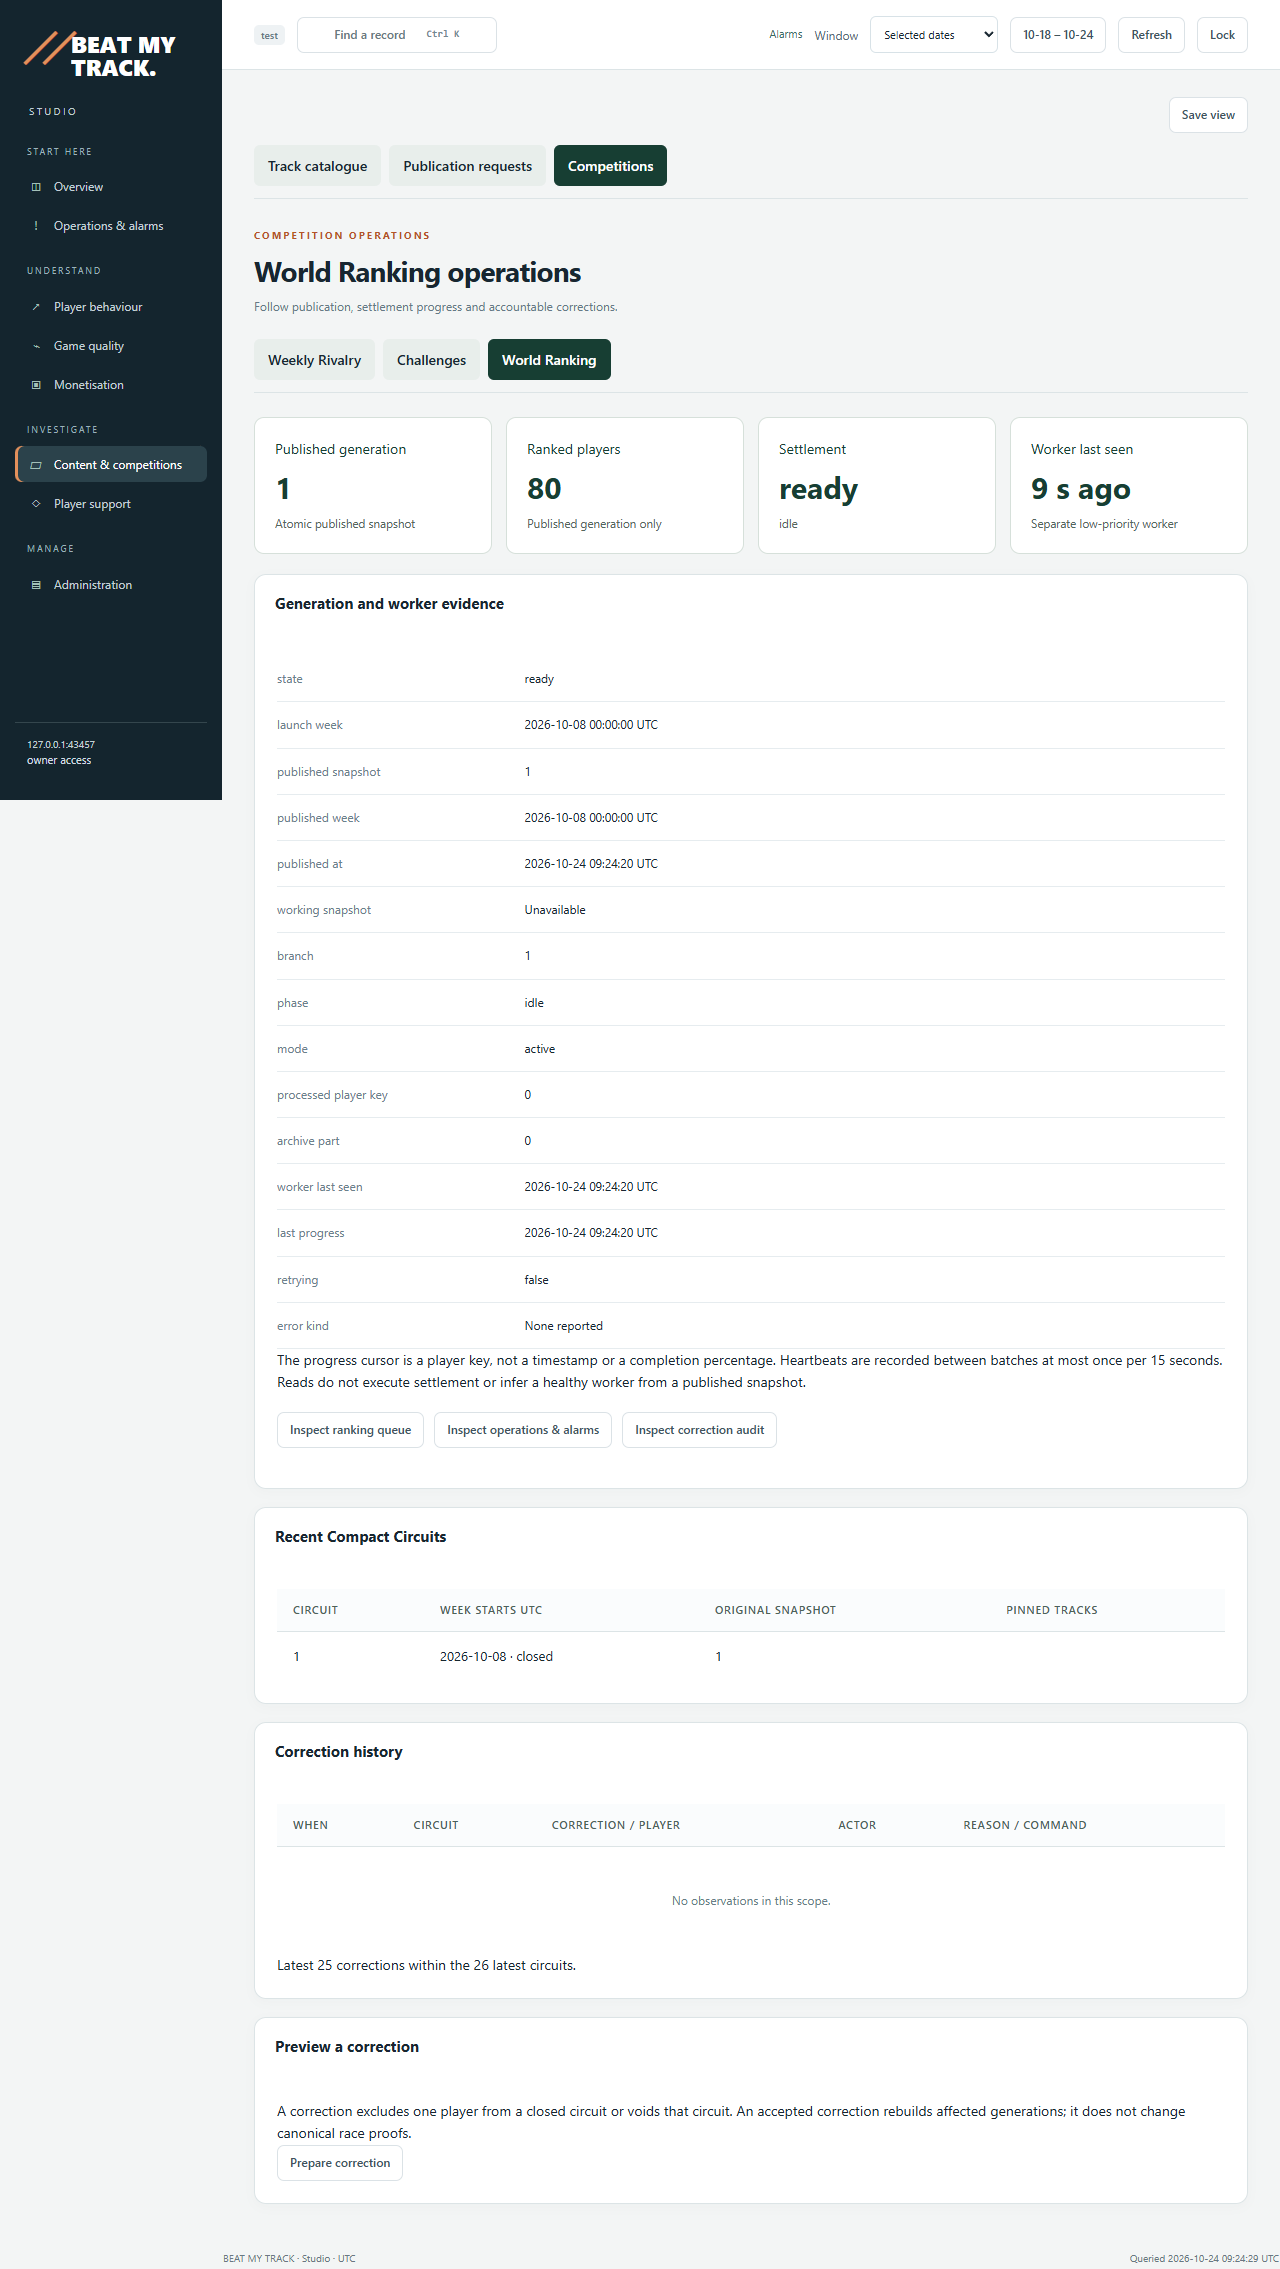 BEAT MY
TRACK.
STUDIO
START HERE
Overview
! Operations & alarms
UNDERSTAND
Player behaviour
Game quality
Monetisation
INVESTIGATE
Content & competitions
Player support
MANAGE
Administration
127.0.0.1:43457
owner access
test
Find a record Ctrl K
Alarms Window Selected dates 10-18 – 10-24 Refresh Lock
Save view
Track catalogue Publication requests Competitions
COMPETITION OPERATIONS
World Ranking operations
Follow publication, settlement progress and accountable corrections.
Weekly Rivalry Challenges World Ranking
Published generation
1
Atomic published snapshot
Ranked players
80
Published generation only
Settlement
ready
idle
Worker last seen
9 s ago
Separate low-priority worker
Generation and worker evidence
state ready
launch week 2026-10-08 00:00:00 UTC
published snapshot 1
published week 2026-10-08 00:00:00 UTC
published at 2026-10-24 09:24:20 UTC
working snapshot Unavailable
branch 1
phase idle
mode active
processed player key 0
archive part 0
worker last seen 2026-10-24 09:24:20 UTC
last progress 2026-10-24 09:24:20 UTC
retrying false
error kind None reported
The progress cursor is a player key, not a timestamp or a completion percentage. Heartbeats are recorded between batches at most once per 15 seconds.
Reads do not execute settlement or infer a healthy worker from a published snapshot.
Inspect ranking queue Inspect operations & alarms Inspect correction audit
Recent Compact Circuits
CIRCUIT WEEK STARTS UTC ORIGINAL SNAPSHOT PINNED TRACKS
1 2026-10-08 · closed 1
Correction history
WHEN CIRCUIT CORRECTION / PLAYER ACTOR REASON / COMMAND
No observations in this scope.
Latest 25 corrections within the 26 latest circuits.
Preview a correction
A correction excludes one player from a closed circuit or voids that circuit. An accepted correction rebuilds affected generations; it does not change
canonical race proofs.
Prepare correction
BEAT MY TRACK · Studio · UTC
Queried 2026-10-24 09:24:29 UTC